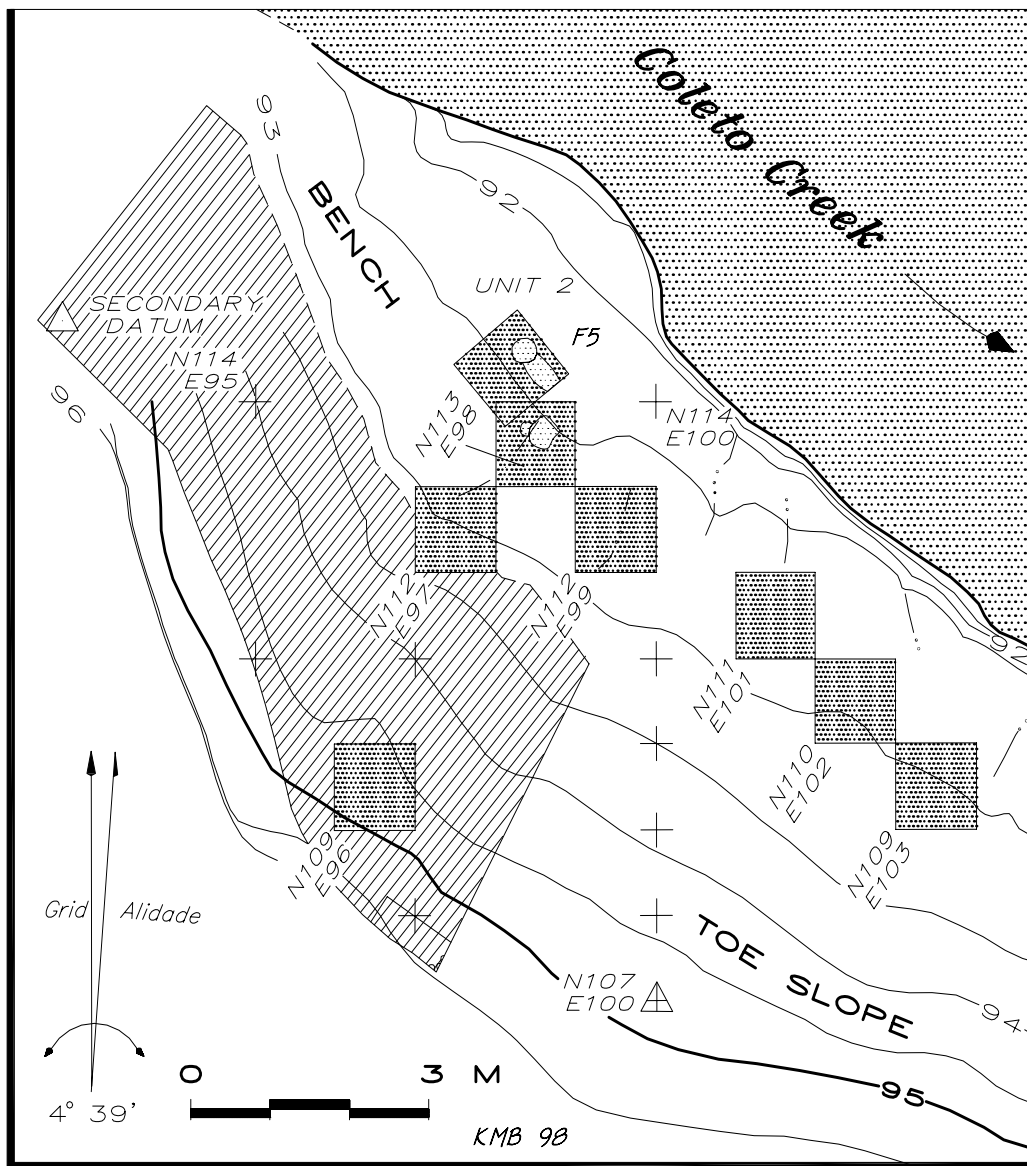 Coleto Creek
93
92
BENCH
UNIT 2
SECONDARY
DATUM
F5
N114
E95
96
N113
E98
N114
E100
N112
E97
N112
E99
92
N111
E101
N110
E102
N109
E96
N109
E103
Grid
Alidade
TOE SLOPE
N107
E100
94
0
3 M
95
4° 39'
KMB 98